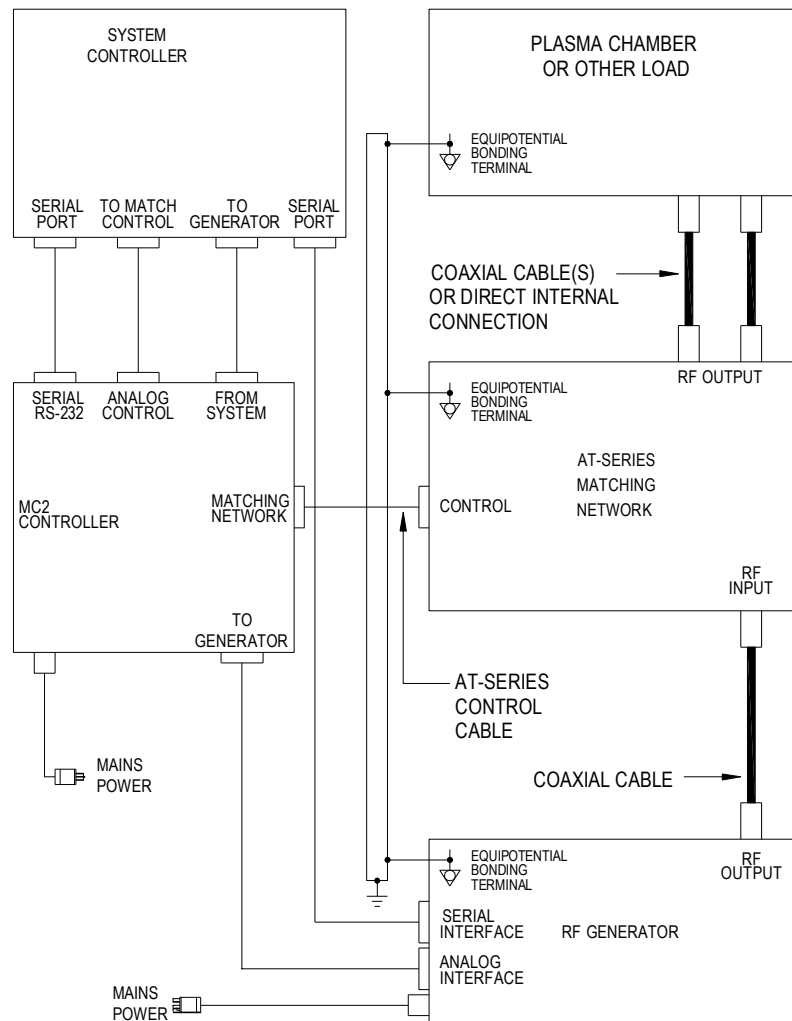 SYSTEM
CONTROLLER
SERIAL
PORT
TO MATCH
CONTROL
TO
GENERATOR
SERIAL
PORT
PLASMA CHAMBER
OR OTHER LOAD
EQUIPOTENTIAL
BONDING
TERMINAL
COAXIAL CABLE(S)
OR DIRECT INTERNAL
CONNECTION
SERIAL
RS-232
ANALOG
CONTROL
FROM
SYSTEM
MC2
CONTROLLER
MATCHING
NETWORK
TO
GENERATOR
RF OUTPUT
EQUIPOTENTIAL
BONDING
TERMINAL
AT-SERIES
MATCHING
NETWORK
CONTROL
RF
INPUT
AT-SERIES
CONTROL
CABLE
MAINS
POWER
COAXIAL CABLE
EQUIPOTENTIAL
BONDING
TERMINAL
RF
OUTPUT
SERIAL
INTERFACE
RF GENERATOR
ANALOG
INTERFACE
MAINS
POWER